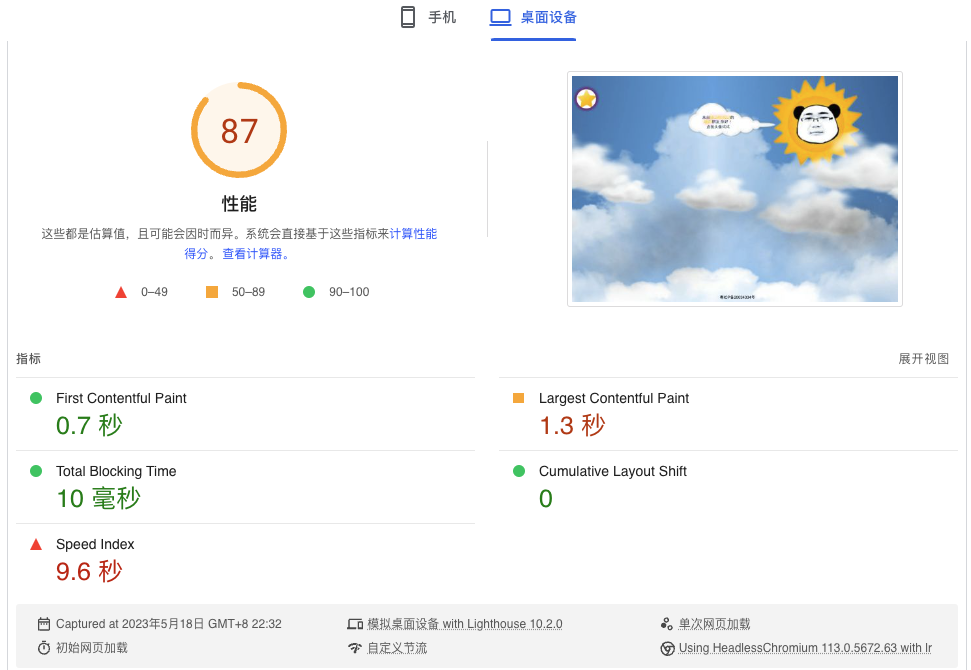 手机
桌面设备
87
性能
这些都是估算值，且可能会因时而异。系统会直接基于这些指标来计算性能
得分。查看计算器。
0–49
50–89
90–100
指标
展开视图
First Contentful Paint
0.7 秒
Largest Contentful Paint
1.3 秒
Total Blocking Time
10 毫秒
Cumulative Layout Shift
0
Speed Index
9.6 秒
Captured at 2023年5月18日 GMT+8 22:32
模拟桌面设备 with Lighthouse 10.2.0
单次网页加载
初始网页加载
自定义节流
Using HeadlessChromium 113.0.5672.63 with lr